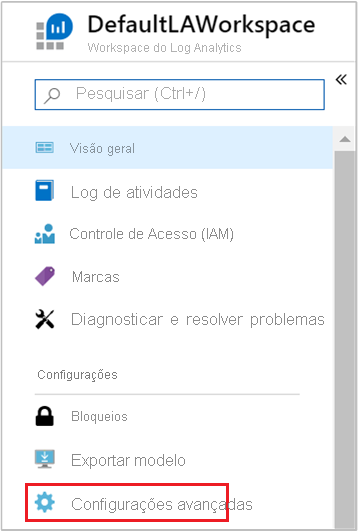 DefaultLAWorkspace
Workspace do Log Analytics
Pesquisar (Ctrl+/)
Visão geral
Log de atividades
Controle de Acesso (IAM)
Marcas
Diagnosticar e resolver problemas
Configurações
Bloqueios
Exportar modelo
Configurações avançadas